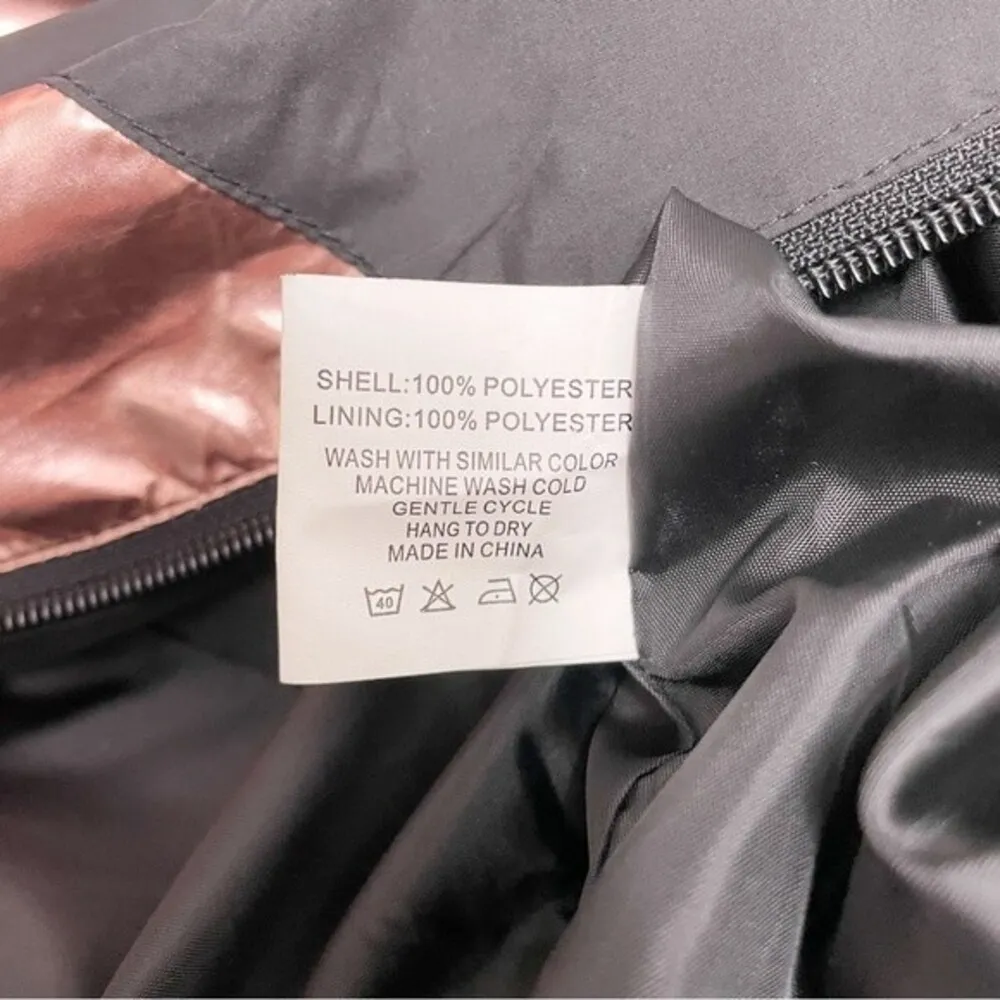 SHELL:100% POLYESTER
LINING:100% POLYESTER
WASH WITH SIMILAR COLOR
MACHINE WASH COLD
GENTLE CYCLE
HANG TO DRY
MADE IN CHINA
40